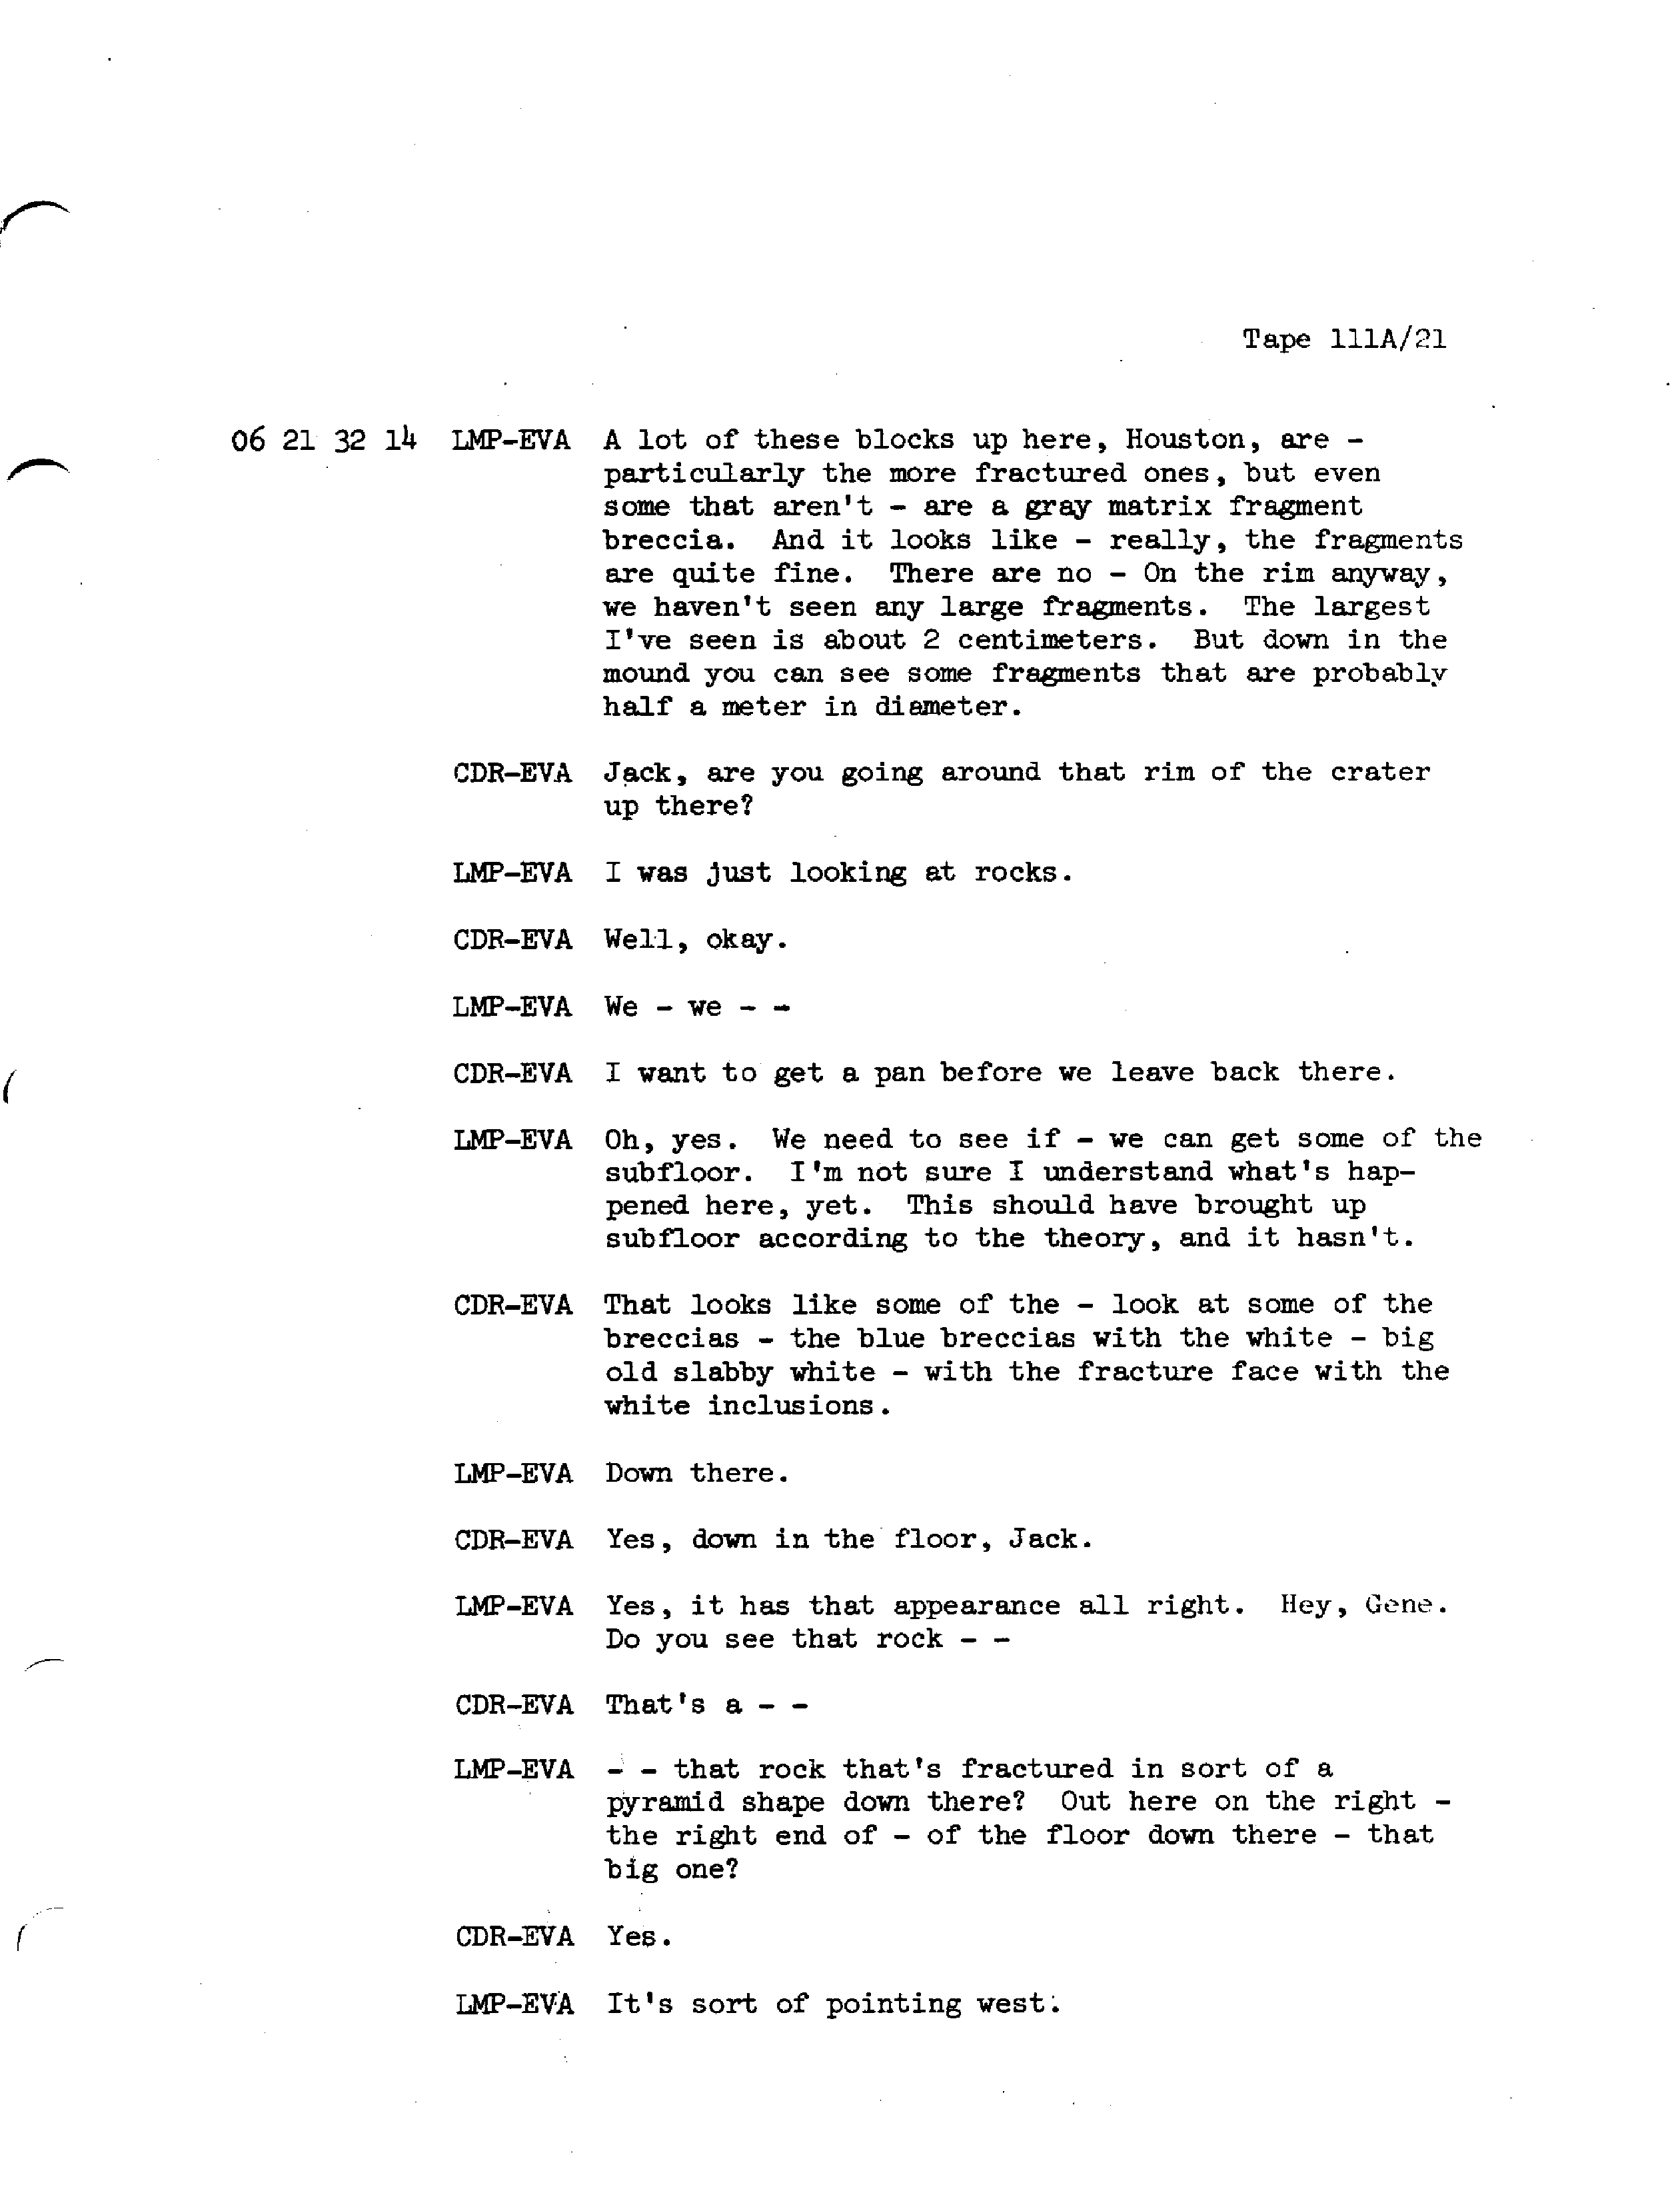 Tape 111A/21
06 21 32 14 LMP-EVA A lot of these blocks up here, Houston, are -
particularly the more fractured ones, but even
some that aren't - are a gray matrix fragment
breccia. And it looks like - really, the fragments
are quite fine. There are no - On the rim anyway,
we haven't seen any large fragments. The largest
I've seen is about 2 centimeters. But down in the
mound you can see some fragments that are probably
half a meter in diameter.
CDR-EVA Jack, are you going around that rim of the crater
up there?
LMP-EVA I was just looking at rocks.
CDR-EVA Well, okay.
LMP-EVA We - we - -
CDR-EVA I want to get a pan before we leave back there.
LMP-EVA Oh, yes. We need to see if - we can get some of the
subfloor. I'm not sure I understand what's hap-
pened here, yet. This should have brought up
subfloor according to the theory, and it hasn't.
CDR-EVA That looks like some of the - look at some of the
breccias - the blue breccias with the white - big
old slabby white - with the fracture face with the
white inclusions.
LMP-EVA Down there.
CDR-EVA Yes, down in the floor, Jack.
LMP-EVA Yes, it has that appearance all right. Hey, Gene.
Do you see that rock - -
CDR-EVA That's a - -
LMP-EVA - - that rock that's fractured in sort of a
pyramid shape down there? Out here on the right -
the right end of - of the floor down there - that
big one?
CDR-EVA Yes.
LMP-EVA It's sort of pointing west.